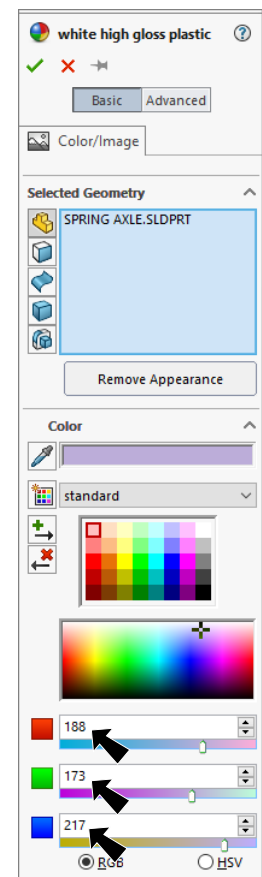 white high gloss plastic ?
Basic Advanced
Color/Image
Selected Geometry
SPRING AXLE.SLDPRT
Remove Appearance
Color
standard
188
173
217
RGB HSV